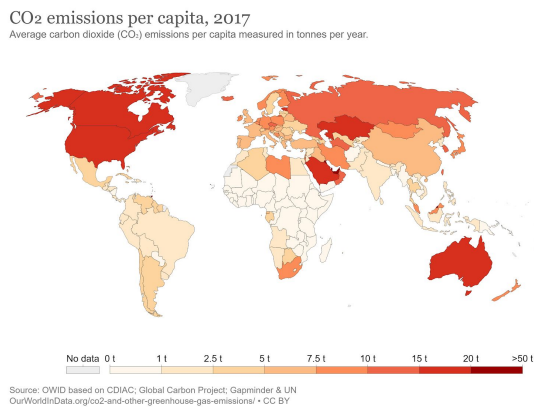 CO2 emissions per capita, 2017
Average carbon dioxide (CO₂) emissions per capita measured in tonnes per year.
No data 0 t 1 t 2.5 t 5 t 7.5 t 10 t 15 t 20 t >50 t
Source: OWID based on CDIAC; Global Carbon Project; Gapminder & UN
OurWorldInData.org/co2-and-other-greenhouse-gas-emissions/ • CC BY